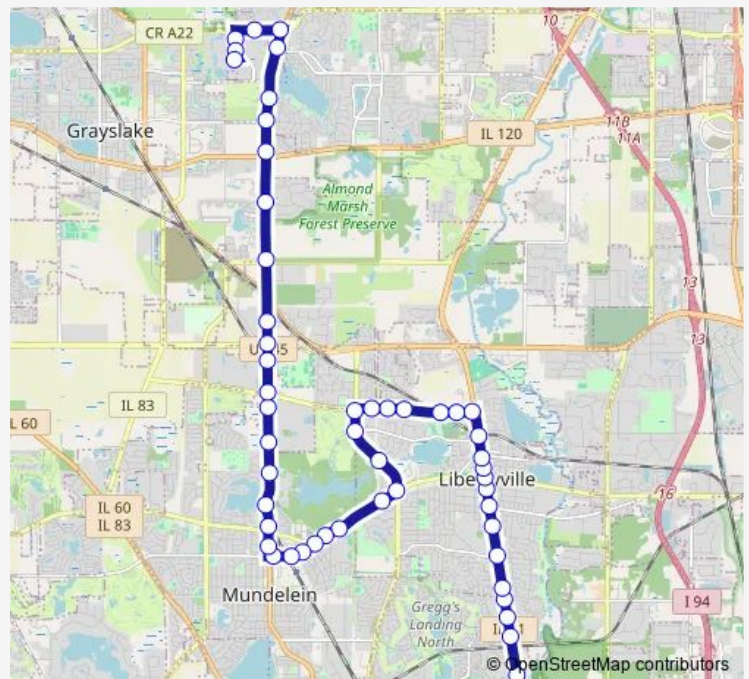 10
CR A22
11B
11A
Grayslake
IL 120
Almond
Marsh
Forest Preserve
13
13
IL 83
IL 60
Libertyville
16
IL 60
IL 83
Mundelein
I 94
Gregg's
Landing
North
© OpenStreetMap contributors